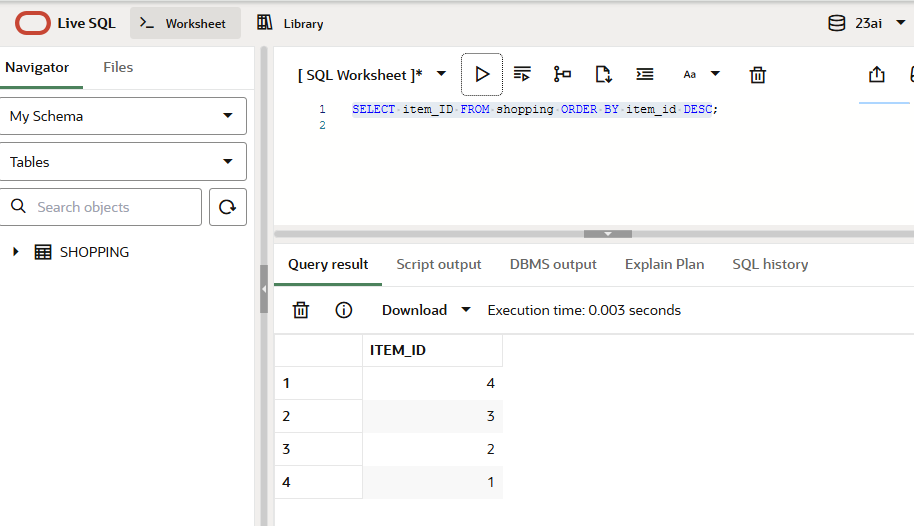 Live SQL >_ Worksheet Library 23ai
Navigator Files
[ SQL Worksheet ]* Aa
My Schema
1 SELECT item_ID FROM shopping ORDER BY item_id DESC;
2
Tables
Search objects
SHOPPING
Query result Script output DBMS output Explain Plan SQL history
Download Execution time: 0.003 seconds
ITEM_ID
1 4
2 3
3 2
4 1